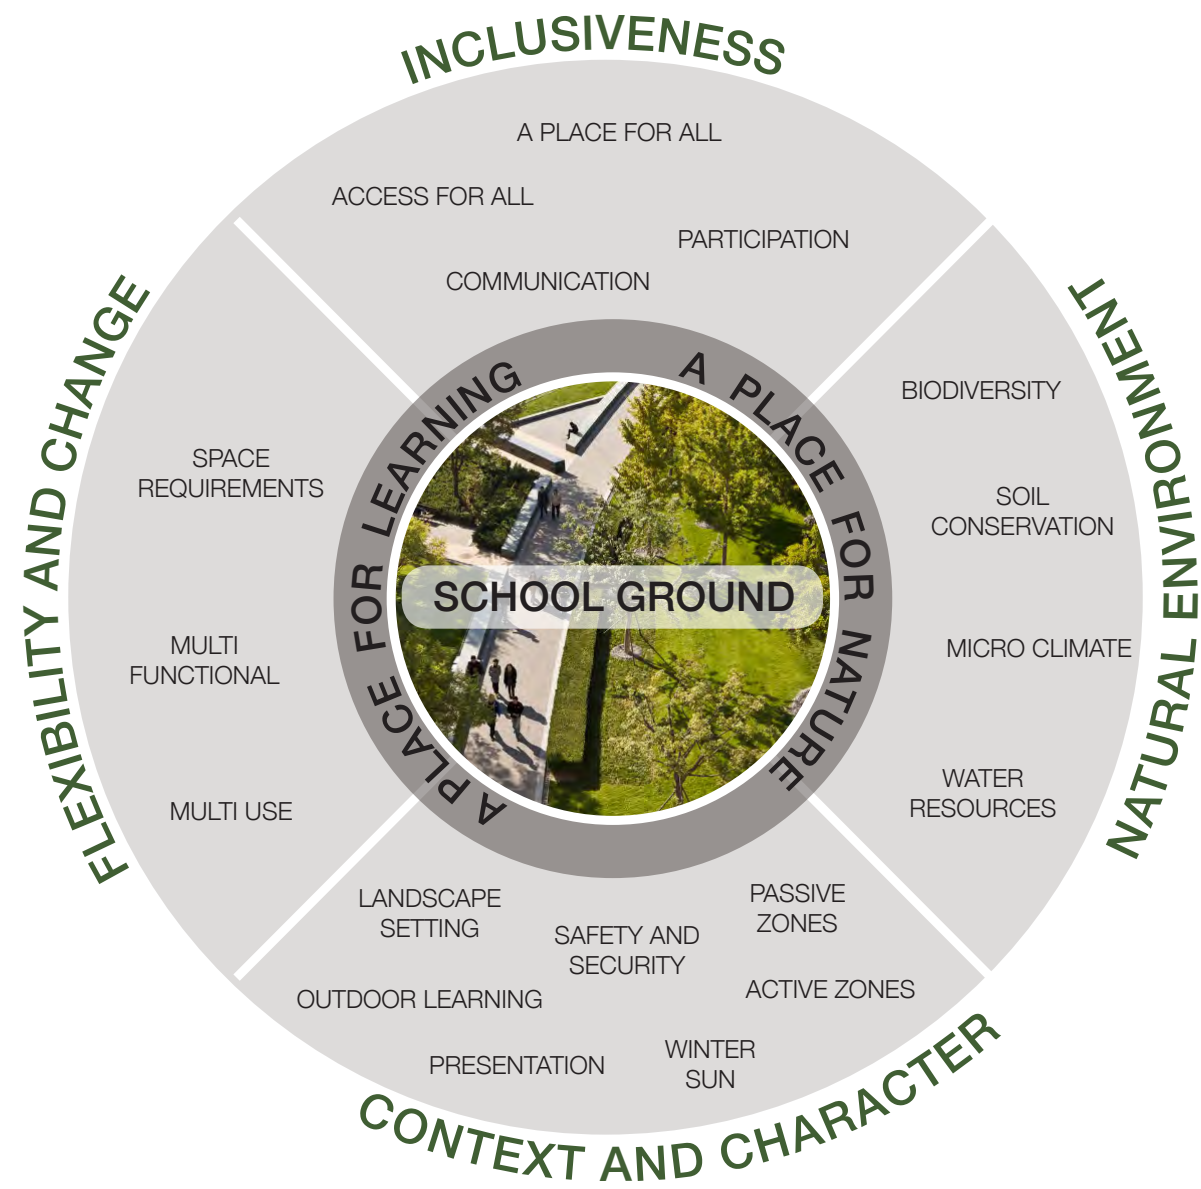 INCLUSIVENESS
A PLACE FOR ALL
ACCESS FOR ALL
PARTICIPATION
COMMUNICATION
NATURAL ENVIRONMENT
BIODIVERSITY
SOIL
CONSERVATION
MICRO CLIMATE
WATER
RESOURCES
CONTEXT AND CHARACTER
LANDSCAPE
SETTING
SAFETY AND
SECURITY
PASSIVE
ZONES
OUTDOOR LEARNING
ACTIVE ZONES
PRESENTATION
WINTER
SUN
FLEXIBILITY AND CHANGE
SPACE
REQUIREMENTS
MULTI
FUNCTIONAL
MULTI USE
A PLACE FOR LEARNING
A PLACE FOR NATURE
SCHOOL GROUND